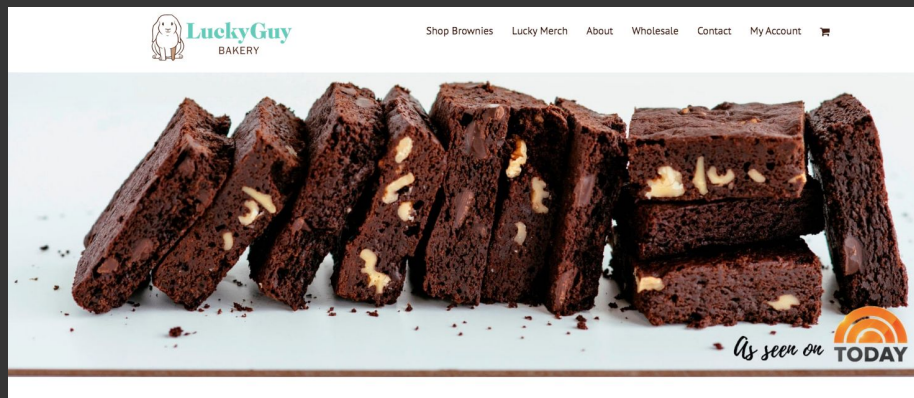 LuckyGuy
BAKERY
Shop Brownies Lucky Merch About Wholesale Contact My Account
As seen on TODAY